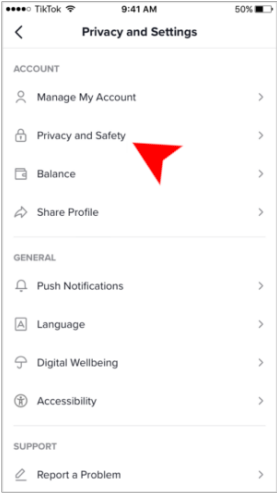 TikTok 9:41 AM 50%
Privacy and Settings
ACCOUNT
Manage My Account
Privacy and Safety
Balance
Share Profile
GENERAL
Push Notifications
A Language
Digital Wellbeing
Accessibility
SUPPORT
Report a Problem